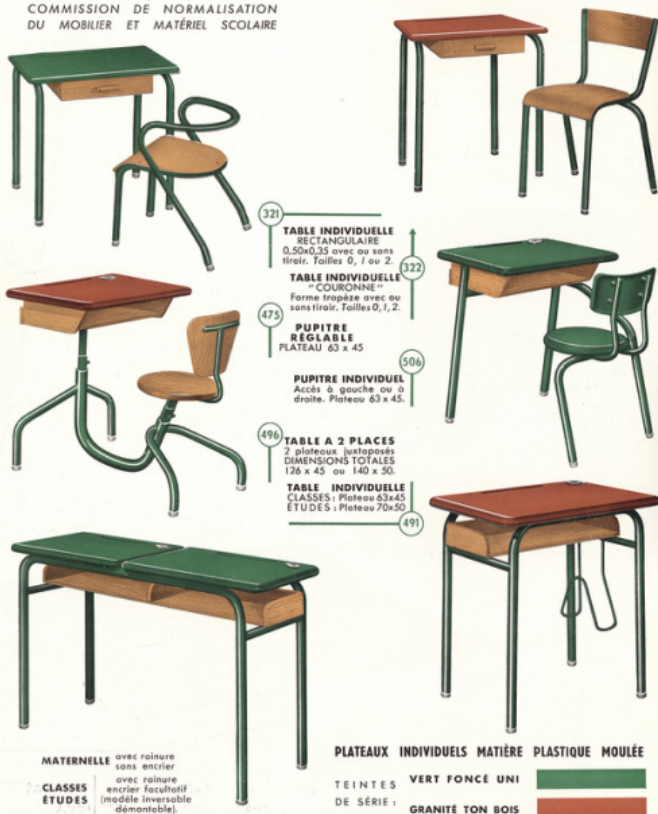 COMMISSION DE NORMALISATION
DU MOBILIER ET MATÉRIEL SCOLAIRE
321
TABLE INDIVIDUELLE
RECTANGULAIRE
0,50x0,35 avec ou sans
tiroir. Tailles 0, 1 ou 2.
TABLE INDIVIDUELLE
"COURONNE"
Forme trapèze avec ou
sans tiroir. Tailles 0, 1, 2.
322
475
PUPITRE
RÉGLABLE
PLATEAU 63 x 45
506
PUPITRE INDIVIDUEL
Accès à gauche ou à
droite. Plateau 63 x 45.
496
TABLE A 2 PLACES
2 plateaux juxtaposés
DIMENSIONS TOTALES
126 x 45 ou 140 x 50.
TABLE INDIVIDUELLE
CLASSES : Plateau 63x45
ÉTUDES : Plateau 70x50
491
MATERNELLE avec rainure
sans encrier
CLASSES
ÉTUDES
avec rainure
encrier facultatif
(modèle inversable
démontable).
PLATEAUX INDIVIDUELS MATIÈRE PLASTIQUE MOULÉE
TEINTES
DE SÉRIE :
VERT FONCÉ UNI
GRANITÉ TON BOIS